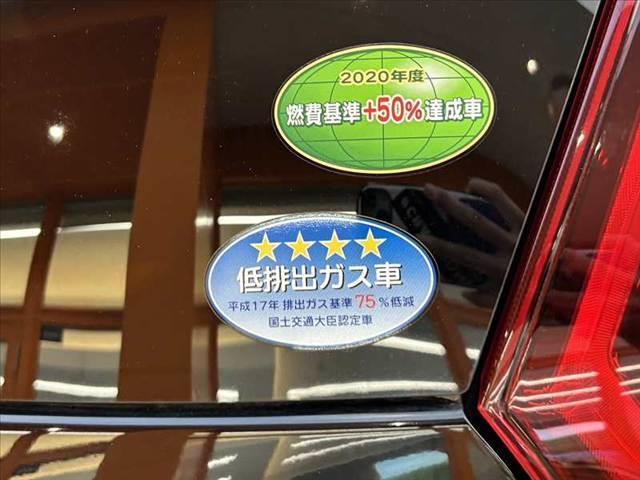 2020年度
燃費基準+50%達成車
低排出ガス車
平成17年排出ガス基準75%低減
国土交通大臣認定車